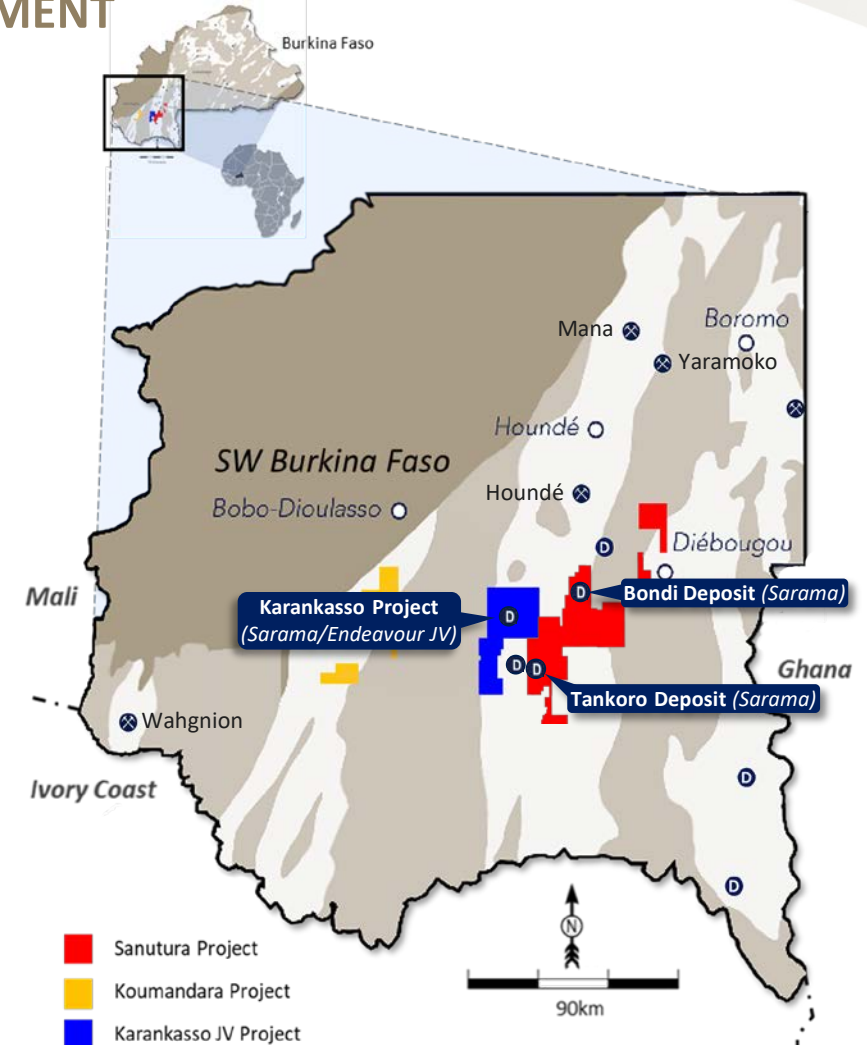 MENT
Burkina Faso
Mana
Boromo
Yaramoko
Houndé
SW Burkina Faso
Houndé
Bobo-Dioulasso
D
Diébougou
Mali
Karankasso Project
(Sarama/Endeavour JV)
D
D
Bondi Deposit (Sarama)
D
D
Ghana
Tankoro Deposit (Sarama)
Wahgnion
Ivory Coast
D
D
N
Sanutura Project
Koumandara Project
90km
Karankasso JV Project